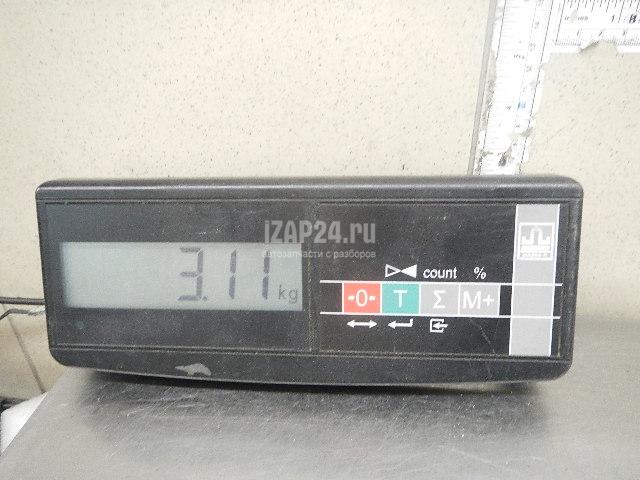 iZAP24.ru
автозапчасти с разборов
3.11 kg
count %
→0← T Σ M+